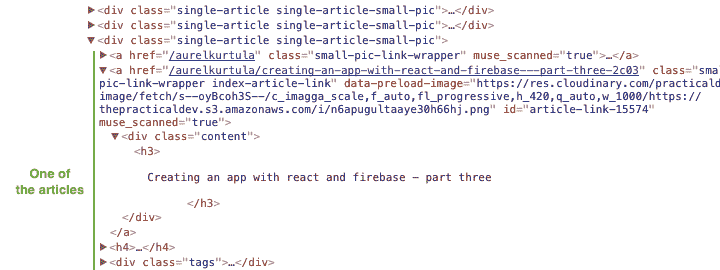 ▶<div class="single-article single-article-small-pic">…</div>
▶<div class="single-article single-article-small-pic">…</div>
▼<div class="single-article single-article-small-pic">
▶<a href="/aurelkurtula" class="small-pic-link-wrapper" muse_scanned="true">…</a>
▼<a href="/aurelkurtula/creating-an-app-with-react-and-firebase---part-three-2c03" class="smal
pic-link-wrapper index-article-link" data-preload-image="https://res.cloudinary.com/practicald
image/fetch/s--oyBcoh3S--/c_imagga_scale,f_auto,fl_progressive,h_420,q_auto,w_1000/https://
thepracticaldev.s3.amazonaws.com/i/n6apugultaaye30h66hj.png" id="article-link-15574"
muse_scanned="true">
▼<div class="content">
<h3>
One of
the articles
Creating an app with react and firebase - part three
</h3>
</div>
</a>
▶<h4>…</h4>
▶<div class="tags">…</div>